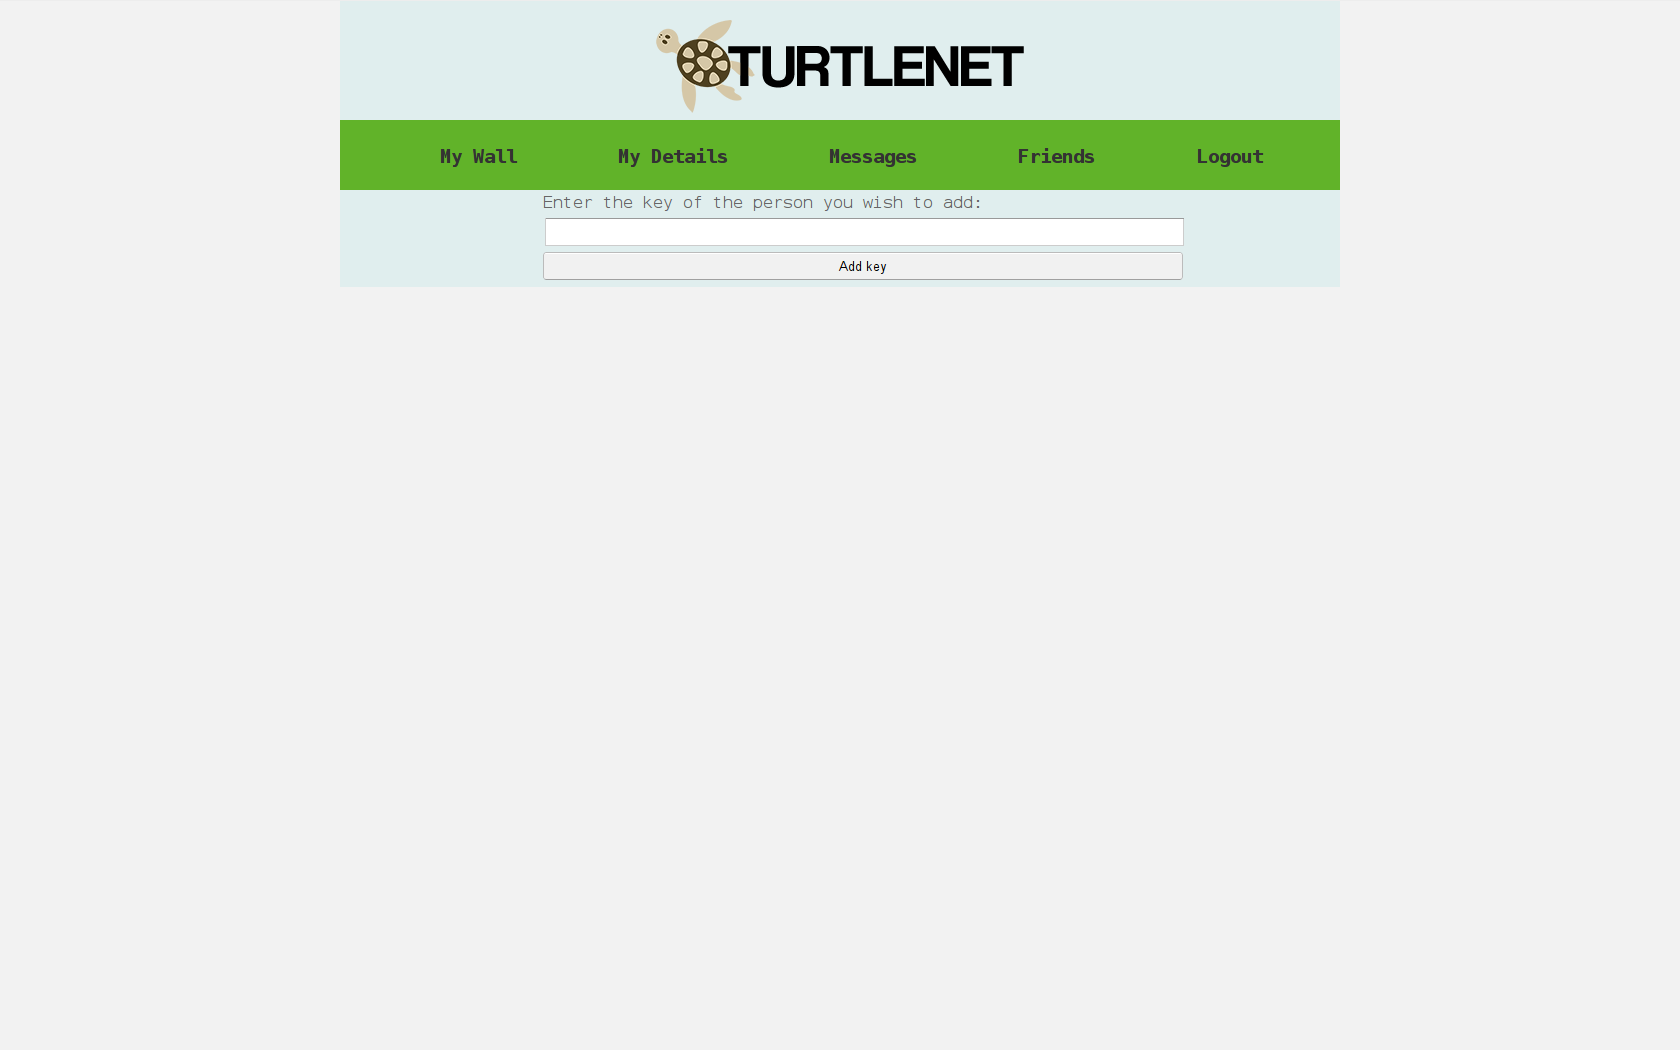 TURTLENET
My Wall My Details Messages Friends Logout
Enter the key of the person you wish to add:
Add key